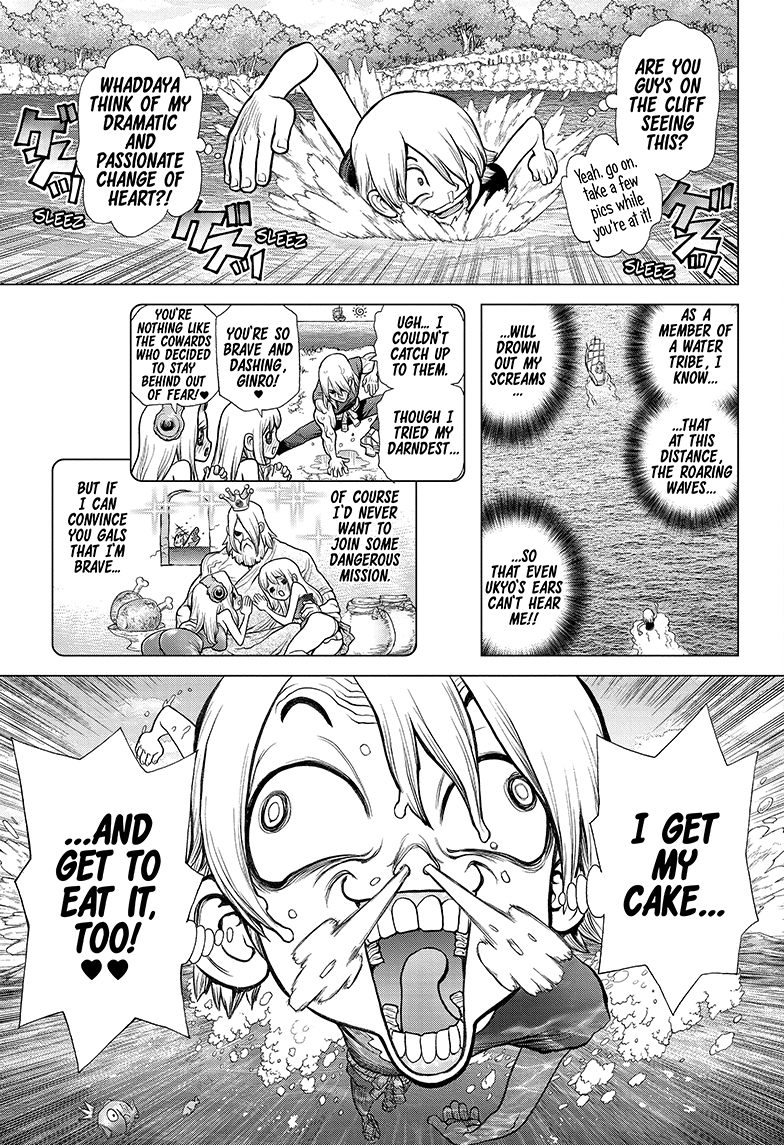 ARE YOU
GUYS ON
THE CLIFF
SEEING
THIS?
Yeah, go on,
take a few
pics while
you're at it!
ゲスッ
SLEEZ
WHADDAYA
THINK OF MY
DRAMATIC
AND
PASSIONATE
CHANGE OF
HEART?!
ゲスッ
SLEEZ
ゲスッ
SLEEZ
AS A
MEMBER OF
A WATER
TRIBE, I
KNOW...
...THAT
AT THIS
DISTANCE,
THE ROARING
WAVES...
...WILL
DROWN
OUT MY
SCREAMS
...
...SO
THAT EVEN
UKYO'S EARS
CAN'T HEAR
ME!!
UGH... I
COULDN'T
CATCH UP
TO THEM.
THOUGH I
TRIED MY
DARNDEST...
YOU'RE SO
BRAVE AND
DASHING,
GINRO!
♥
YOU'RE
NOTHING LIKE
THE COWARDS
WHO DECIDED
TO STAY
BEHIND OUT
OF FEAR!♥
OF COURSE
I'D NEVER
WANT TO
JOIN SOME
DANGEROUS
MISSION.
BUT IF
I CAN
CONVINCE
YOU GALS
THAT I'M
BRAVE...
I GET
MY
CAKE...
...AND
GET TO
EAT IT,
TOO!
♥♥